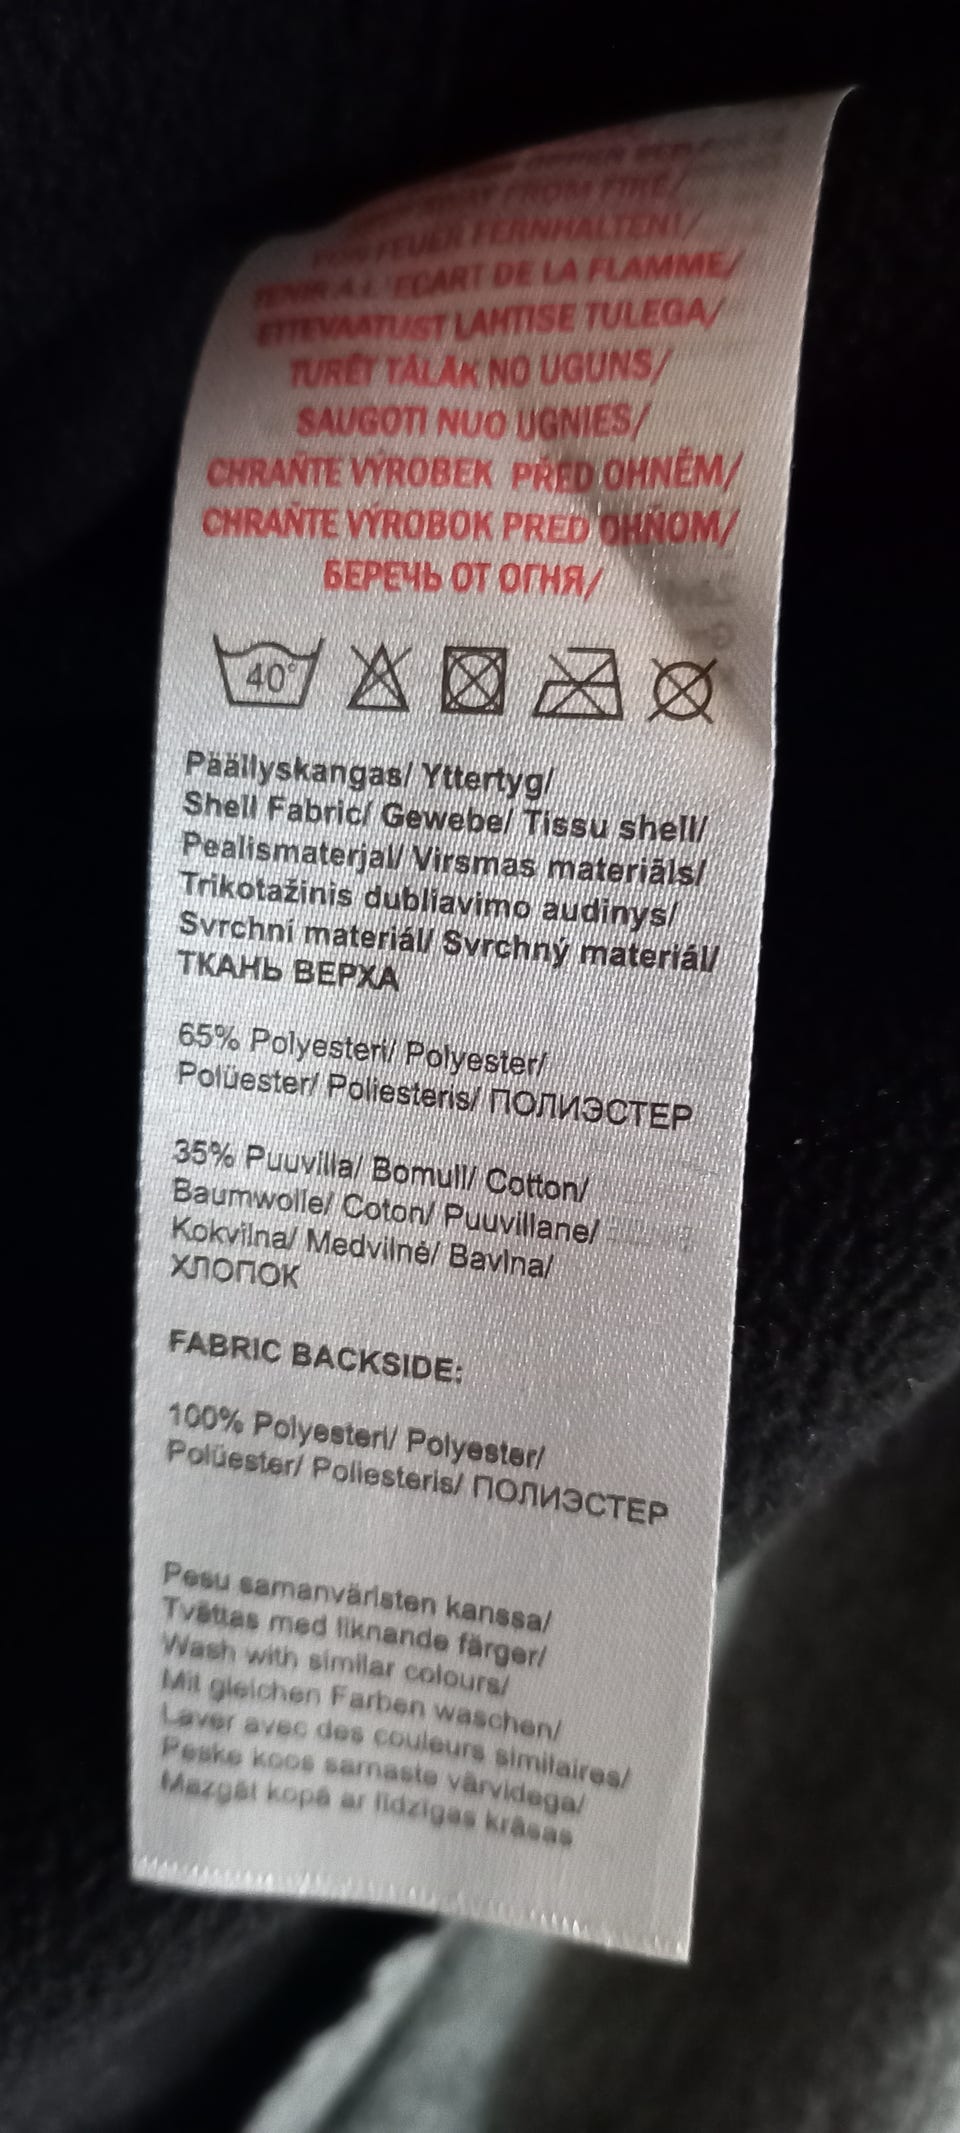 AWAY FROM FIRE/
VON FEUER FERNHALTEN!/
TENIR A L'ECART DE LA FLAMME/
ETTEVAATUST LAHTISE TULEGA/
TURĒT TĀLĀK NO UGUNS/
SAUGOTI NUO UGNIES/
CHRAŇTE VÝROBEK PŘED OHNĚM/
CHRAŇTE VÝROBOK PRED OHŇOM/
БЕРЕЧЬ ОТ ОГНЯ/
40°
Päällyskangas/ Yttertyg/
Shell Fabric/ Gewebe/ Tissu shell/
Pealismaterjal/ Virsmas materiāls/
Trikotažinis dubliavimo audinys/
Svrchní materiál/ Svrchný materiál/
ТКАНЬ ВЕРХА
65% Polyesteri/ Polyester/
Polüester/ Poliesteris/ ПОЛИЭСТЕР
35% Puuvilla/ Bomull/ Cotton/
Baumwolle/ Coton/ Puuvillane/
Kokvilna/ Medvilnė/ Bavlna/
ХЛОПОК
FABRIC BACKSIDE:
100% Polyesteri/ Polyester/
Polüester/ Poliesteris/ ПОЛИЭСТЕР
Pesu samanväristen kanssa/
Tvättas med liknande färger/
Wash with similar colours/
Mit gleichen Farben waschen/
Laver avec des couleurs similaires/
Peske koos samaste värvidega/
Mazgāt kopā ar līdzīgas krāsas